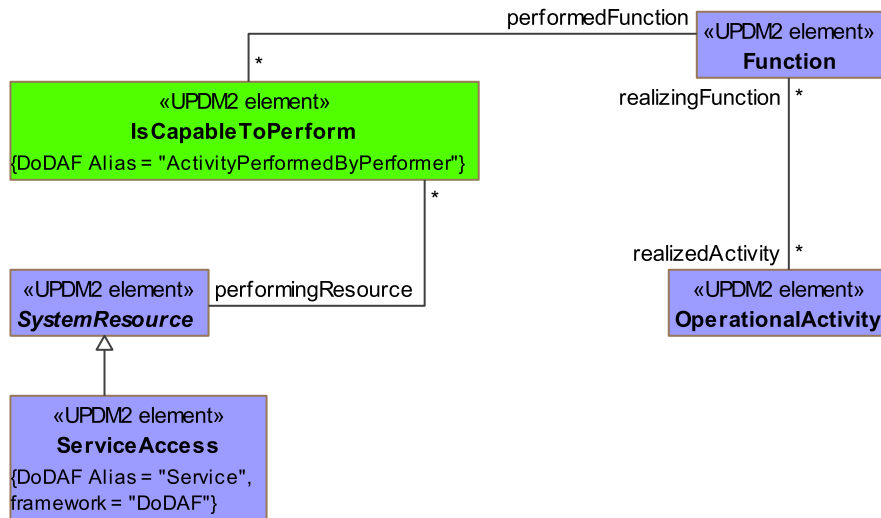 performedFunction
«UPDM2 element»
Function
*
«UPDM2 element»
IsCapableToPerform
{DoDAF Alias = "ActivityPerformedByPerformer"}
realizingFunction
*
*
realizedActivity
*
«UPDM2 element»
SystemResource
performingResource
«UPDM2 element»
OperationalActivity
«UPDM2 element»
ServiceAccess
{DoDAF Alias = "Service",
framework = "DoDAF"}